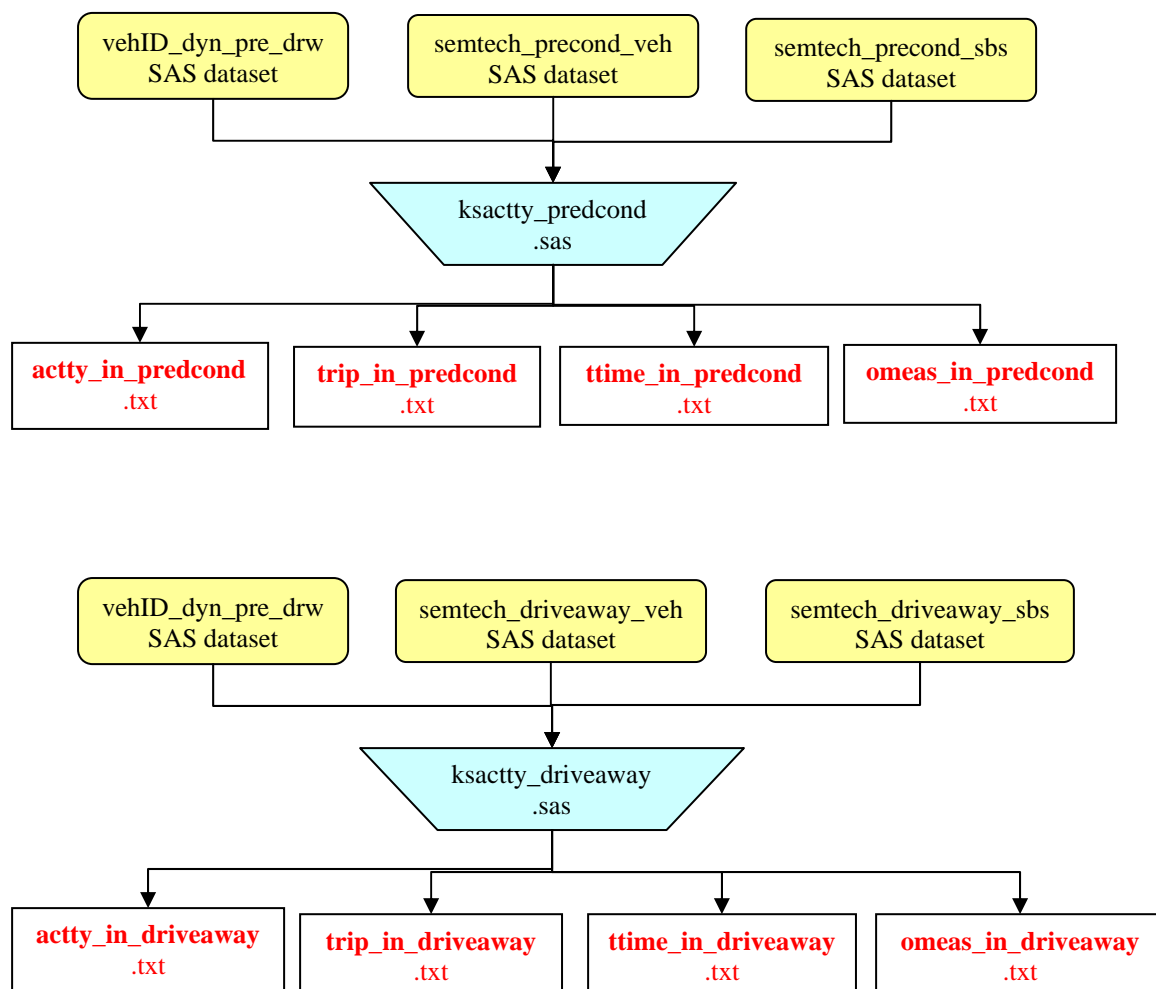 vehID_dyn_pre_drw
SAS dataset
semtech_precond_veh
SAS dataset
semtech_precond_sbs
SAS dataset
ksactty_predcond
.sas
actty_in_predcond
.txt
trip_in_predcond
.txt
ttime_in_predcond
.txt
omeas_in_predcond
.txt
vehID_dyn_pre_drw
SAS dataset
semtech_driveaway_veh
SAS dataset
semtech_driveaway_sbs
SAS dataset
ksactty_driveaway
.sas
actty_in_driveaway
.txt
trip_in_driveaway
.txt
ttime_in_driveaway
.txt
omeas_in_driveaway
.txt